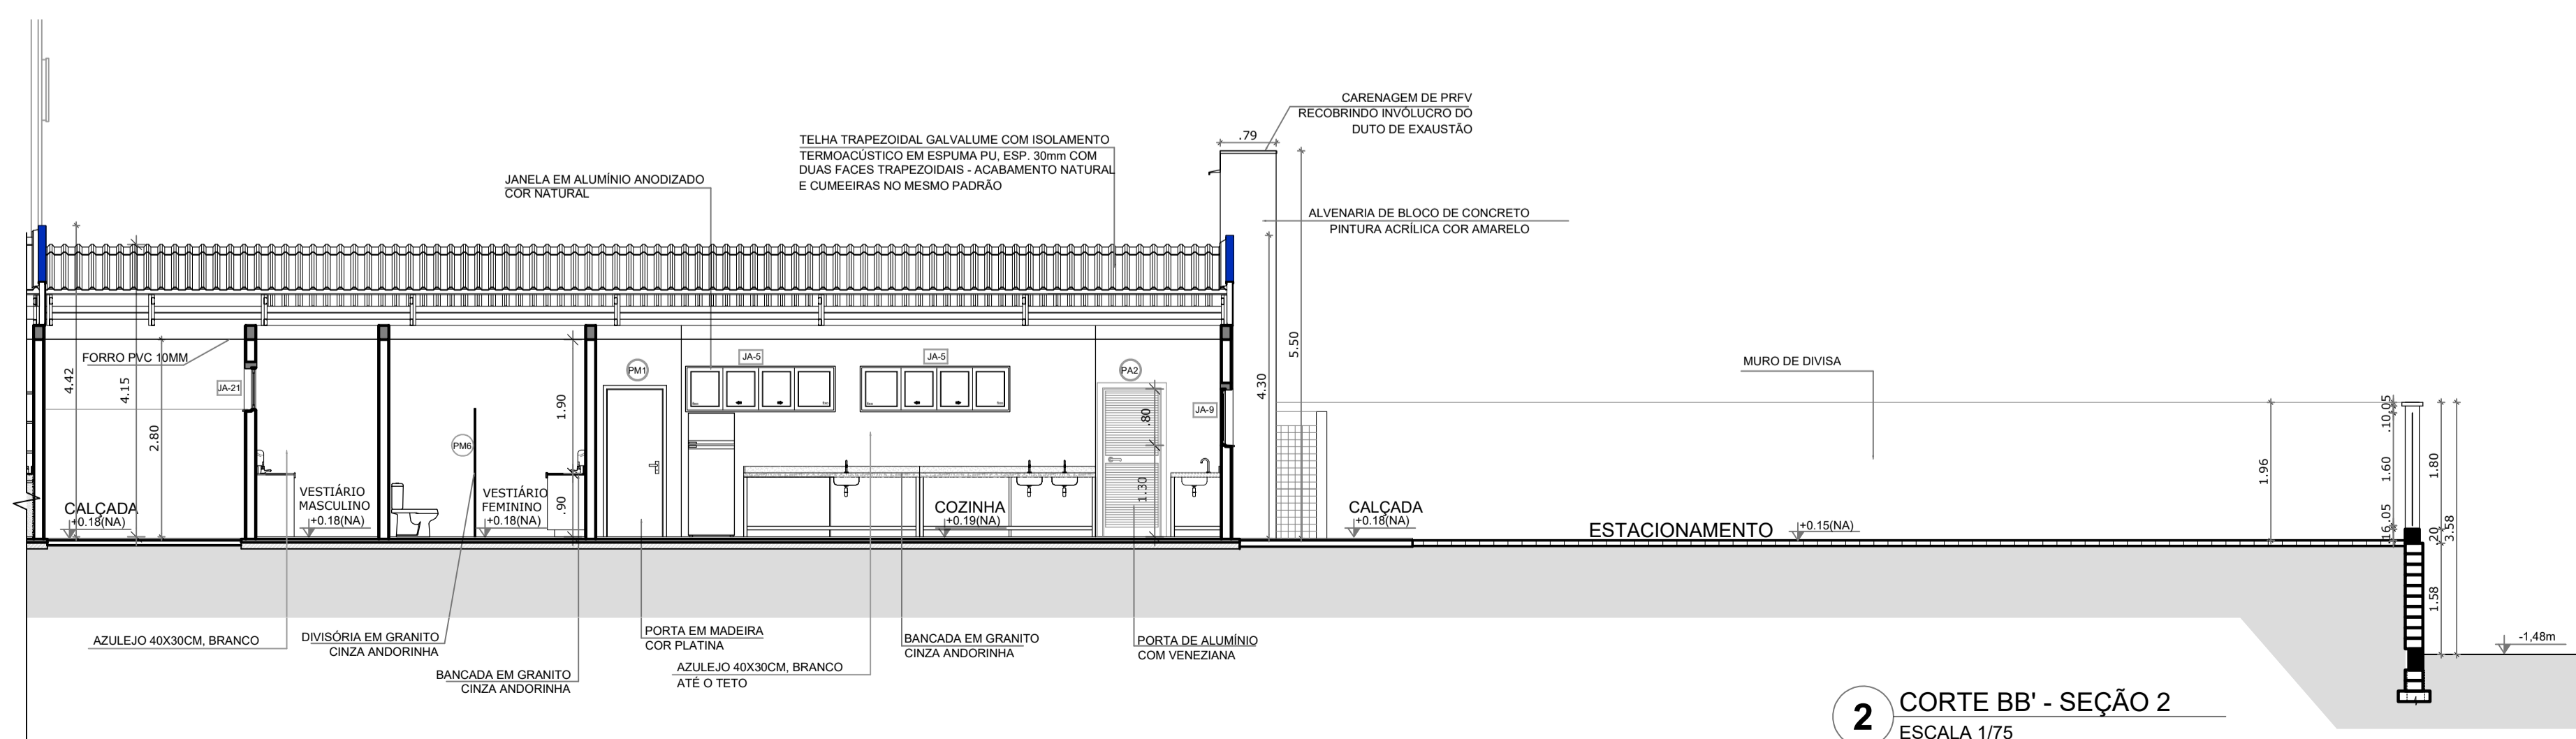 CARENAGEM DE PRFV
RECOBRINDO INVÓLUCRO DO
DUTO DE EXAUSTÃO
.79
TELHA TRAPEZOIDAL GALVALUME COM ISOLAMENTO
TERMOACÚSTICO EM ESPUMA PU, ESP. 30mm COM
DUAS FACES TRAPEZOIDAIS - ACABAMENTO NATURAL
E CUMEEIRAS NO MESMO PADRÃO
JANELA EM ALUMÍNIO ANODIZADO
COR NATURAL
ALVENARIA DE BLOCO DE CONCRETO
PINTURA ACRÍLICA COR AMARELO
FORRO PVC 10MM
4.42
4.15
2.80
JA-21
1.90
.90
PM6
PM1
JA-5
JA-5
PA2
.80
1.30
JA-9
4.30
5.50
MURO DE DIVISA
1.96
.10
.05
1.60
.05
16
1.80
20
3.58
1.58
CALÇADA
+0.18(NA)
VESTIÁRIO
MASCULINO
+0.18(NA)
VESTIÁRIO
FEMININO
+0.18(NA)
COZINHA
+0.19(NA)
CALÇADA
+0.18(NA)
ESTACIONAMENTO
+0.15(NA)
-1,48m
AZULEJO 40X30CM, BRANCO
DIVISÓRIA EM GRANITO
CINZA ANDORINHA
BANCADA EM GRANITO
CINZA ANDORINHA
PORTA EM MADEIRA
COR PLATINA
AZULEJO 40X30CM, BRANCO
ATÉ O TETO
BANCADA EM GRANITO
CINZA ANDORINHA
PORTA DE ALUMÍNIO
COM VENEZIANA
2
CORTE BB' - SEÇÃO 2
ESCALA 1/75